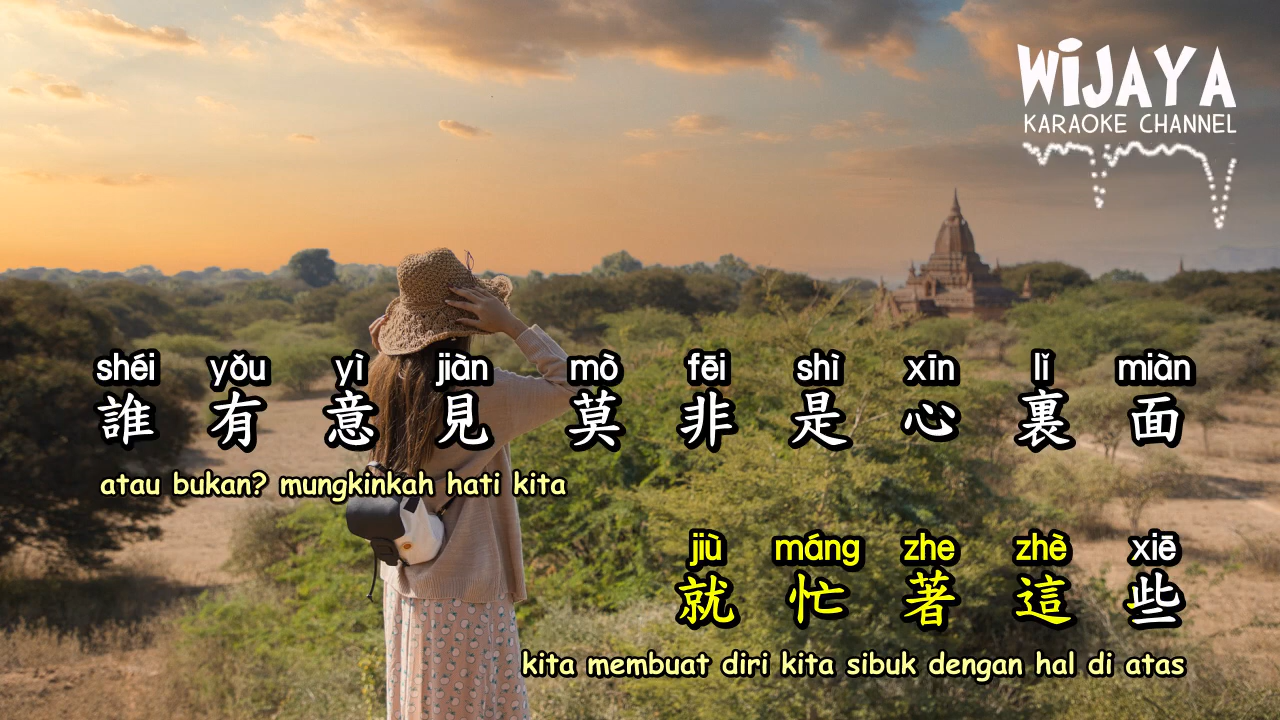 WiJAYA
KARAOKE CHANNEL
shéi yǒu yì jiàn mò fēi shì xīn lǐ miàn
誰有意見莫非是心裏面
atau bukan? mungkinkah hati kita
jiù máng zhe zhè xiē
就忙著這些
kita membuat diri kita sibuk dengan hal di atas